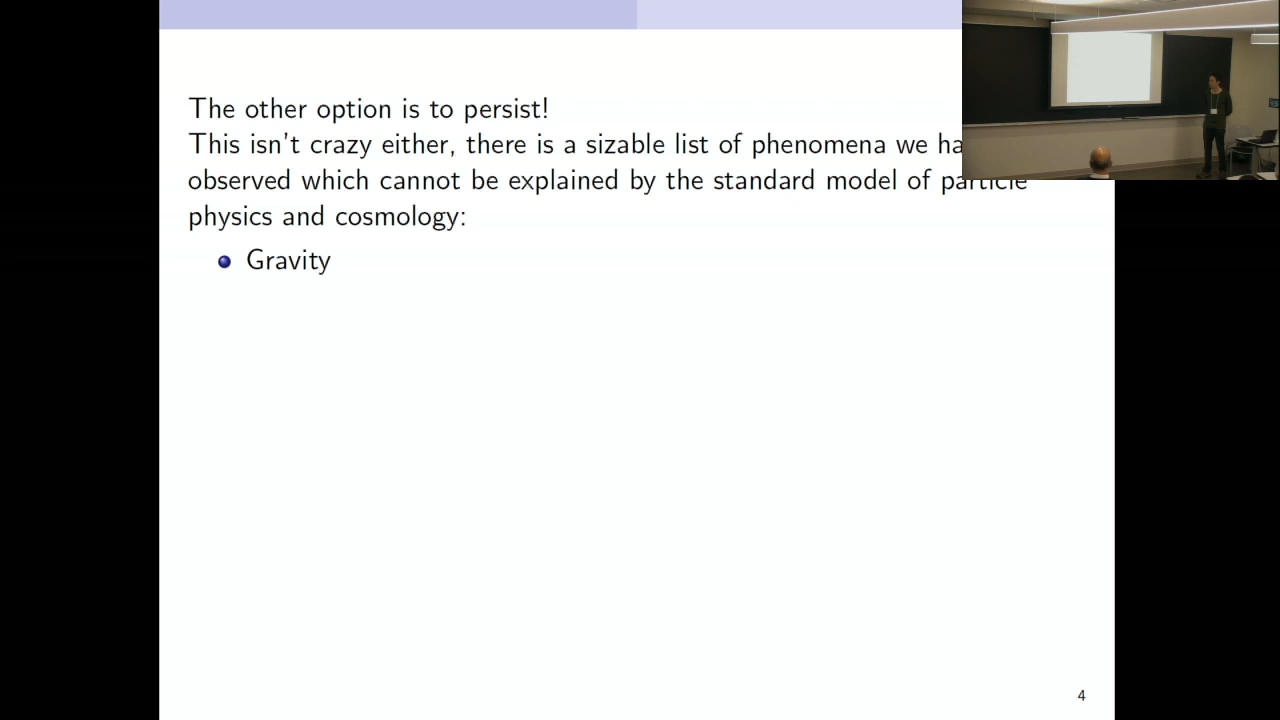 The other option is to persist!
This isn't crazy either, there is a sizable list of phenomena we ha
observed which cannot be explained by the standard model of particle
physics and cosmology:
Gravity
4